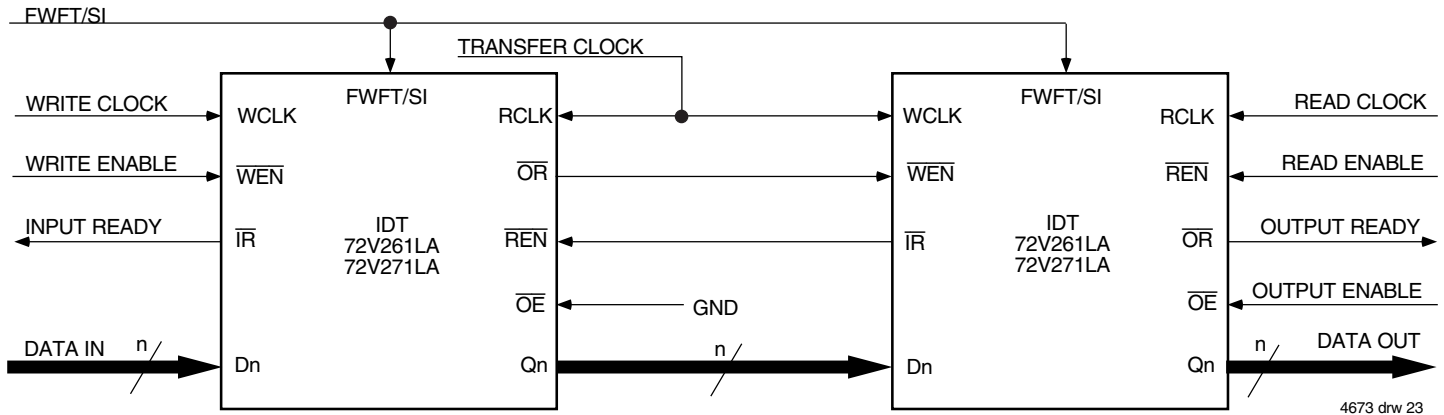 FWFT/SI
TRANSFER CLOCK
FWFT/SI
FWFT/SI
WRITE CLOCK
WCLK
RCLK
WCLK
RCLK
READ CLOCK
WRITE ENABLE
WEN
OR
WEN
REN
READ ENABLE
INPUT READY
IR
REN
IR
OR
OUTPUT READY
IDT
72V261LA
72V271LA
IDT
72V261LA
72V271LA
OE
GND
OE
OUTPUT ENABLE
DATA IN
n
Dn
Qn
n
Dn
Qn
n
DATA OUT
4673 drw 23